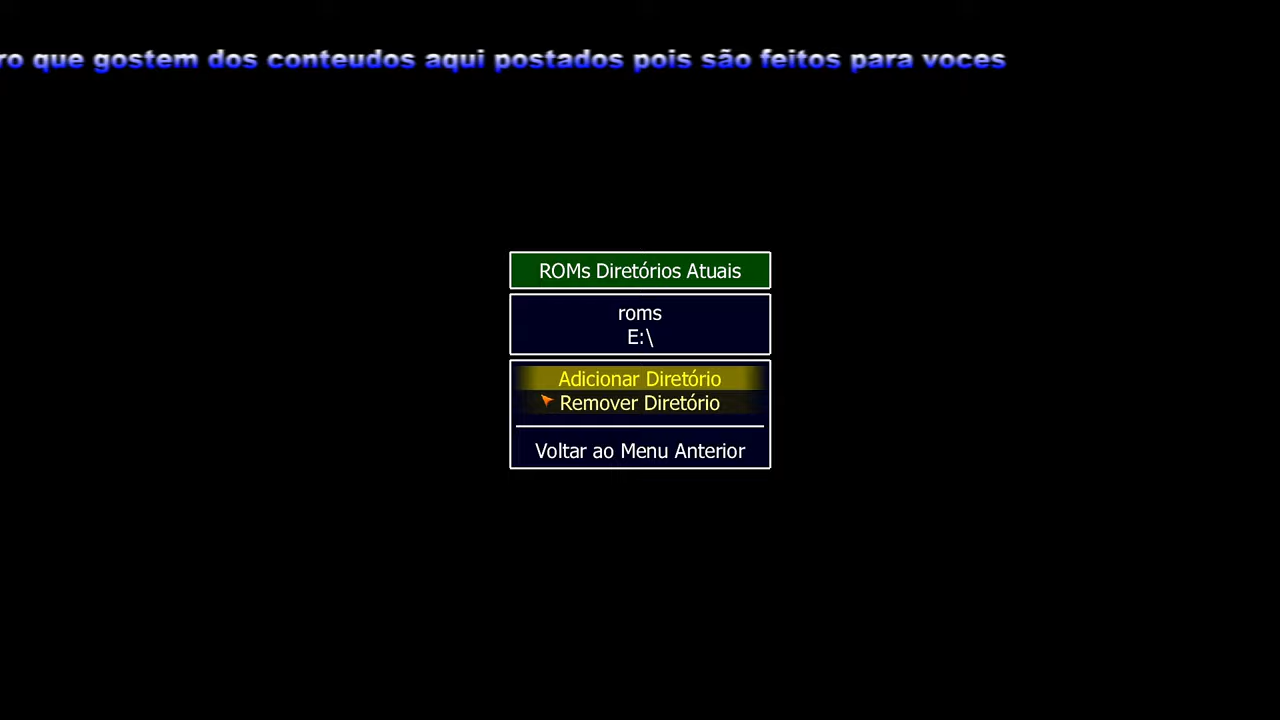 que gostem dos conteudos aqui postados pois são feitos para voces
ROMs Diretórios Atuais
roms
E:\
Adicionar Diretório
Remover Diretório
Voltar ao Menu Anterior